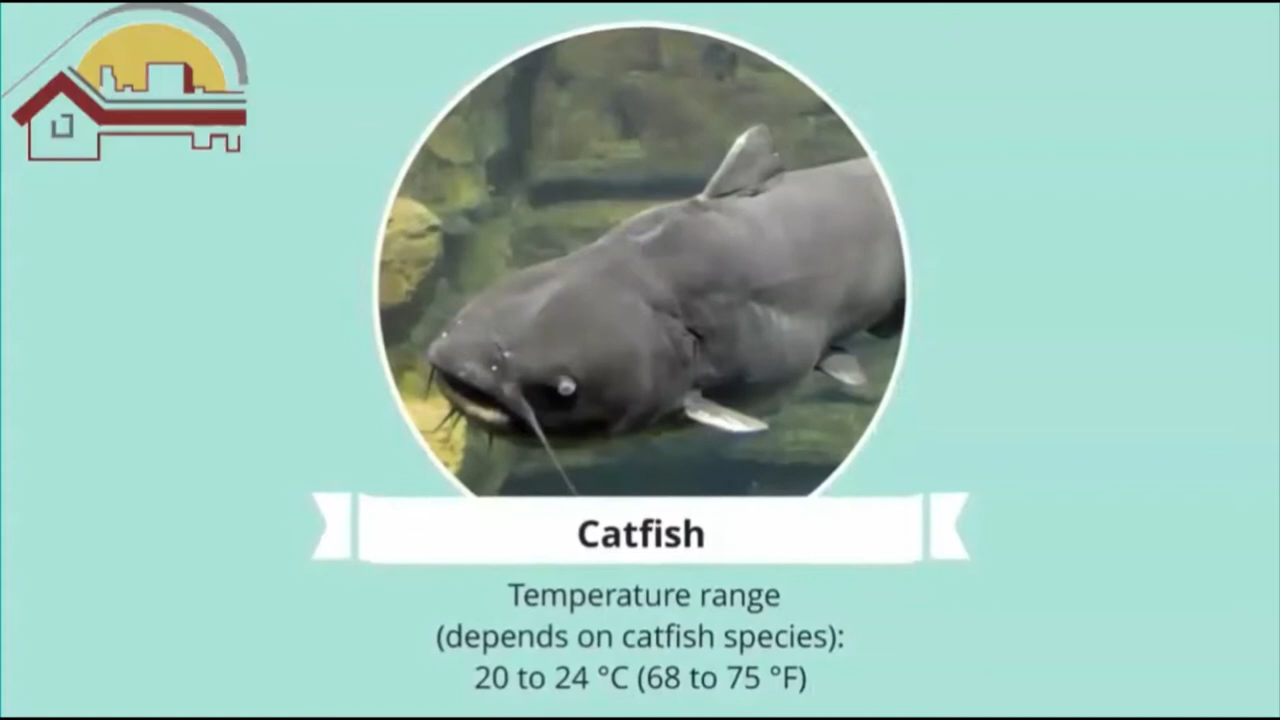 Catfish
Temperature range
(depends on catfish species):
20 to 24 °C (68 to 75 °F)